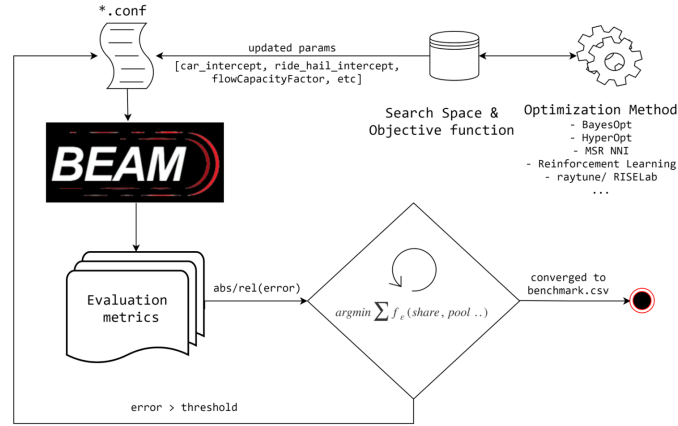 *.conf
updated params
[car_intercept, ride_hail_intercept,
flowCapacityFactor, etc]
Search Space &
Objective function
Optimization Method
- BayesOpt
- HyperOpt
- MSR NNI
- Reinforcement Learning
- raytune/ RISELab
...
BEAM
Evaluation
metrics
abs/rel(error)
argmin ∑ f_ε (share, pool ..)
converged to
benchmark.csv
error > threshold